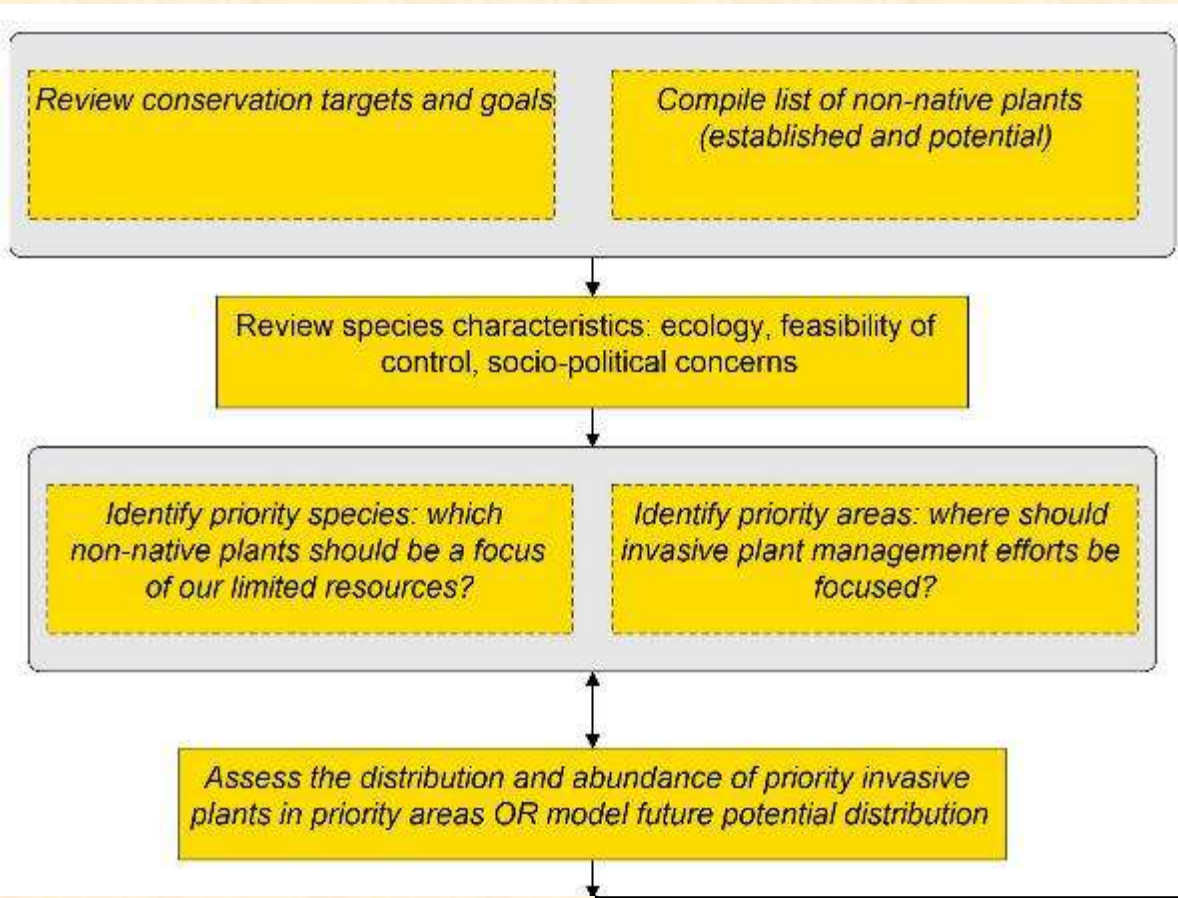 Review conservation targets and goals
Compile list of non-native plants
(established and potential)
Review species characteristics: ecology, feasibility of
control, socio-political concerns
Identify priority species: which
non-native plants should be a focus
of our limited resources?
Identify priority areas: where should
invasive plant management efforts be
focused?
Assess the distribution and abundance of priority invasive
plants in priority areas OR model future potential distribution